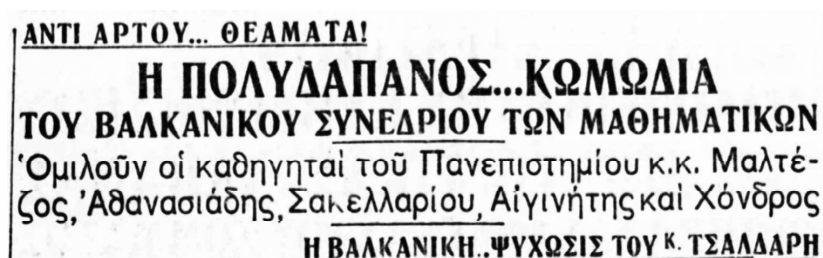 ΑΝΤΙ ΑΡΤΟΥ... ΘΕΑΜΑΤΑ!
Η ΠΟΛΥΔΑΠΑΝΟΣ...ΚΩΜΩΔΙΑ
ΤΟΥ ΒΑΛΚΑΝΙΚΟΥ ΣΥΝΕΔΡΙΟΥ ΤΩΝ ΜΑΘΗΜΑΤΙΚΩΝ
Ὁμιλοῦν οἱ καθηγηταὶ τοῦ Πανεπιστημίου κ.κ. Μαλτέ-
ζος, Ἀθανασιάδης, Σακελλαρίου, Αἰγινήτης καὶ Χόνδρος
Η ΒΑΛΚΑΝΙΚΗ..ΨΥΧΩΣΙΣ ΤΟΥ Κ. ΤΣΑΛΔΑΡΗ